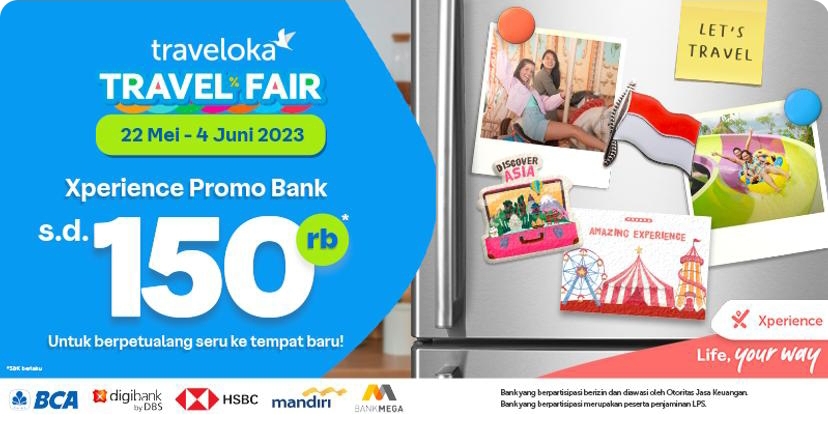 traveloka
TRAVEL% FAIR
22 Mei - 4 Juni 2023
Xperience Promo Bank
s.d. 150 rb*
Untuk berpetualang seru ke tempat baru!
*S&K berlaku
LET'S
TRAVEL
DISCOVER
ASIA
AMAZING EXPERIENCE
Xperience
Life, your way
BCA
digibank
by DBS
HSBC
mandiri
BANK MEGA
Bank yang berpartisipasi berizin dan diawasi oleh Otoritas Jasa Keuangan.
Bank yang berpartisipasi merupakan peserta penjaminan LPS.